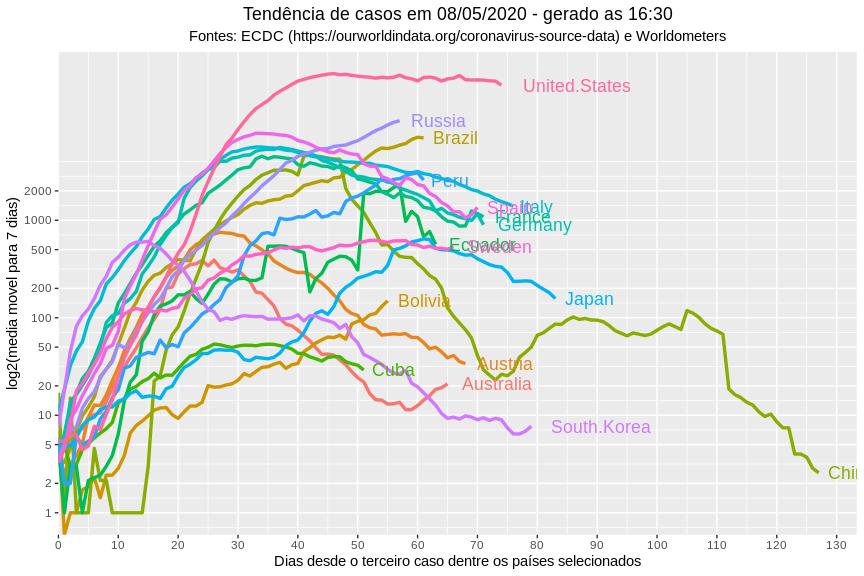 Tendência de casos em 08/05/2020 - gerado as 16:30
Fontes: ECDC (https://ourworldindata.org/coronavirus-source-data) e Worldometers
log2(media movel para 7 dias)
2000
1000
500
200
100
50
20
10
5
2
1
United.States
Russia
Brazil
Peru
Italy
Spain
France
Germany
Ecuador
Sweden
Japan
Bolivia
Austria
Cuba
Australia
South.Korea
Chi
0 10 20 30 40 50 60 70 80 90 100 110 120 130
Dias desde o terceiro caso dentre os países selecionados